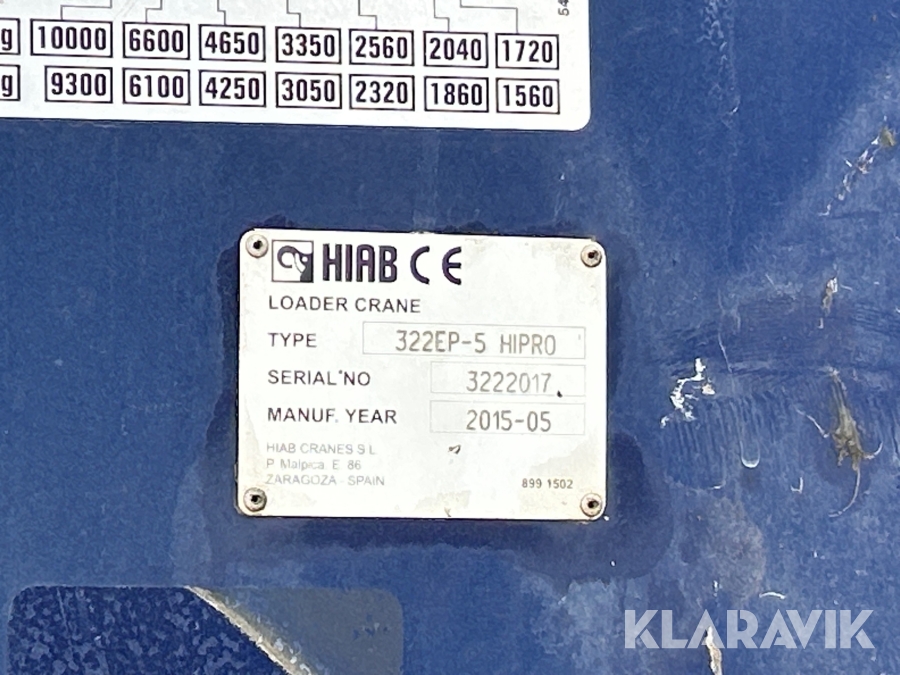 10000 6600 4650 3350 2560 2040 1720
9300 6100 4250 3050 2320 1860 1560
HIAB CE
LOADER CRANE
TYPE 322EP-5 HIPRO
SERIAL NO 3222017
MANUF. YEAR 2015-05
HIAB CRANES S L
P. Malpica E 86
ZARAGOZA - SPAIN
899 1502
KLARAVIK